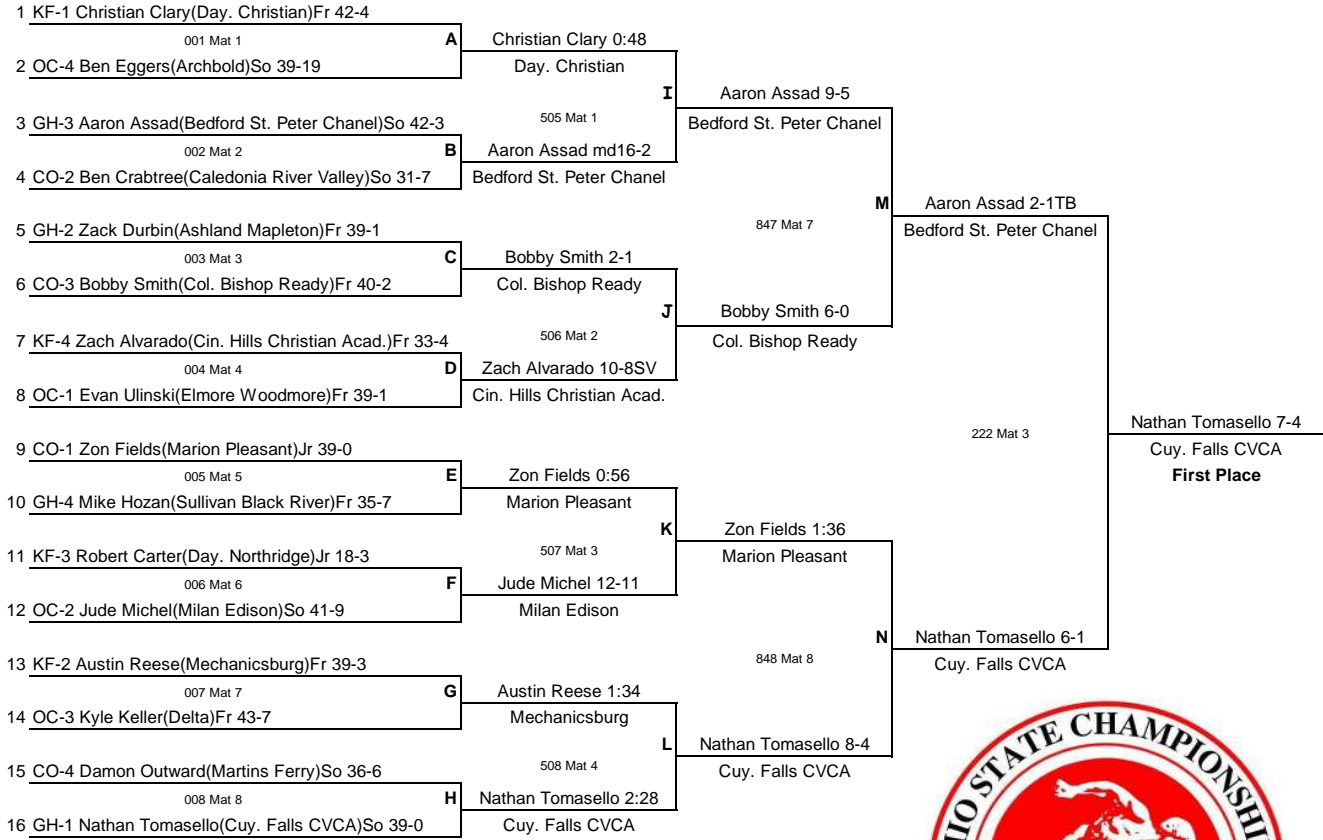 1 KF-1 Christian Clary(Day. Christian)Fr 42-4
001 Mat 1
A
2 OC-4 Ben Eggers(Archbold)So 39-19
Christian Clary 0:48
Day. Christian
3 GH-3 Aaron Assad(Bedford St. Peter Chanel)So 42-3
002 Mat 2
B
4 CO-2 Ben Crabtree(Caledonia River Valley)So 31-7
Aaron Assad md16-2
Bedford St. Peter Chanel
505 Mat 1
I
Aaron Assad 9-5
Bedford St. Peter Chanel
5 GH-2 Zack Durbin(Ashland Mapleton)Fr 39-1
003 Mat 3
C
6 CO-3 Bobby Smith(Col. Bishop Ready)Fr 40-2
Bobby Smith 2-1
Col. Bishop Ready
7 KF-4 Zach Alvarado(Cin. Hills Christian Acad.)Fr 33-4
004 Mat 4
D
8 OC-1 Evan Ulinski(Elmore Woodmore)Fr 39-1
Zach Alvarado 10-8SV
Cin. Hills Christian Acad.
506 Mat 2
J
Bobby Smith 6-0
Col. Bishop Ready
847 Mat 7
M
Aaron Assad 2-1TB
Bedford St. Peter Chanel
9 CO-1 Zon Fields(Marion Pleasant)Jr 39-0
005 Mat 5
E
10 GH-4 Mike Hozan(Sullivan Black River)Fr 35-7
Zon Fields 0:56
Marion Pleasant
11 KF-3 Robert Carter(Day. Northridge)Jr 18-3
006 Mat 6
F
12 OC-2 Jude Michel(Milan Edison)So 41-9
Jude Michel 12-11
Milan Edison
507 Mat 3
K
Zon Fields 1:36
Marion Pleasant
13 KF-2 Austin Reese(Mechanicsburg)Fr 39-3
007 Mat 7
G
14 OC-3 Kyle Keller(Delta)Fr 43-7
Austin Reese 1:34
Mechanicsburg
15 CO-4 Damon Outward(Martins Ferry)So 36-6
008 Mat 8
H
16 GH-1 Nathan Tomasello(Cuy. Falls CVCA)So 39-0
Nathan Tomasello 2:28
Cuy. Falls CVCA
508 Mat 4
L
Nathan Tomasello 8-4
Cuy. Falls CVCA
848 Mat 8
N
Nathan Tomasello 6-1
Cuy. Falls CVCA
222 Mat 3
Nathan Tomasello 7-4
Cuy. Falls CVCA
First Place
HIO STATE CHAMPIONSHI